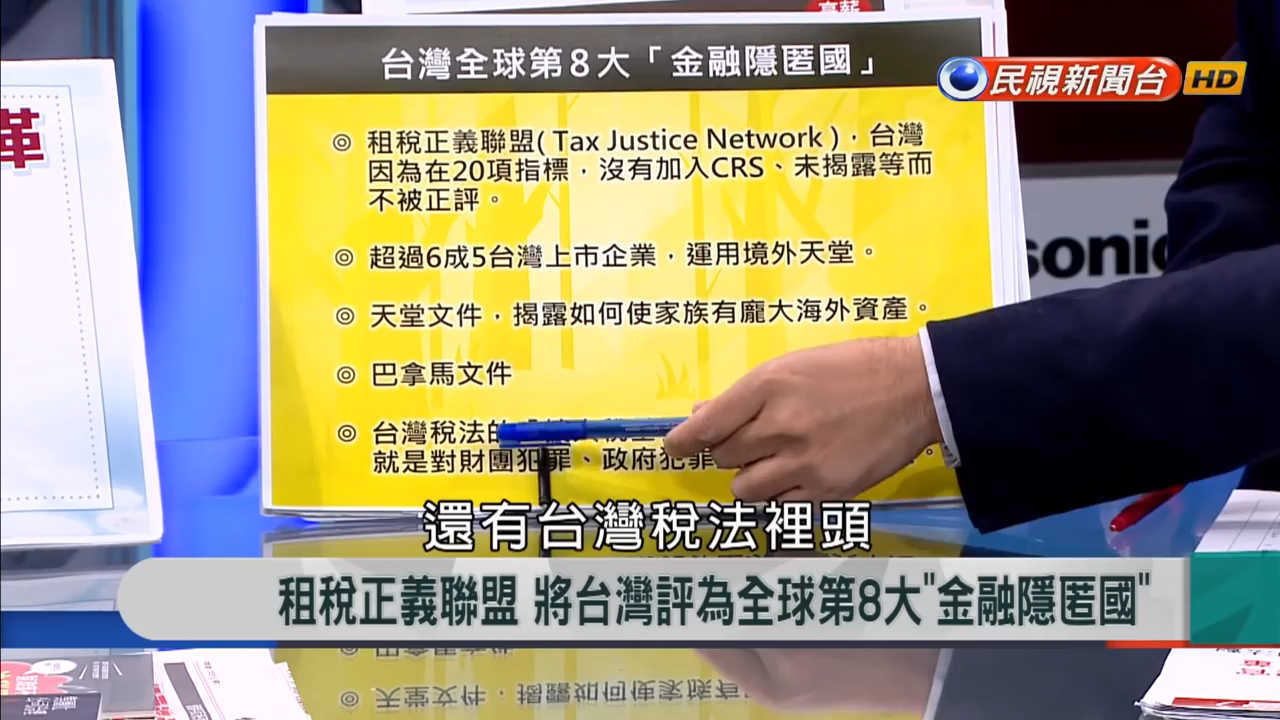 台灣全球第8大「金融隱匿國」
民視新聞台 HD
革
◎ 租稅正義聯盟( Tax Justice Network )，台灣
因為在20項指標，沒有加入CRS、未揭露等而
不被正評。
◎ 超過6成5台灣上市企業，運用境外天堂。
◎ 天堂文件，揭露如何使家族有龐大海外資產。
◎ 巴拿馬文件
◎ 台灣稅法的
就是對財團犯罪、政府犯罪
sonic
還有台灣稅法裡頭
租稅正義聯盟 將台灣評為全球第8大"金融隱匿國"